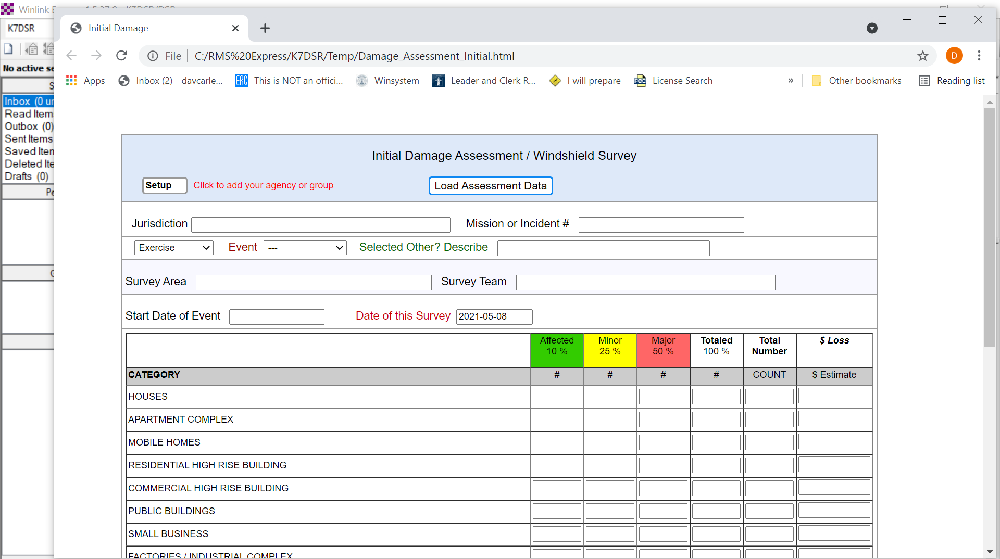 Winlink E
K7DSR
No active se
S
Inbox (0 ur
Read Item
Outbox (0)
Sent Items
Saved Iten
Deleted Ite
Drafts (0)
Pe
Initial Damage
File
C:/RMS%20Express/K7DSR/Temp/Damage_Assessment_Initial.html
D
Apps
Inbox (2) - davcarle...
ERC This is NOT an offici...
Winsystem
Leader and Clerk R...
I will prepare
FCC License Search
»
Other bookmarks
Reading list
Initial Damage Assessment / Windshield Survey
Setup Click to add your agency or group Load Assessment Data
Jurisdiction Mission or Incident #
Exercise Event --- Selected Other? Describe
Survey Area Survey Team
Start Date of Event Date of this Survey 2021-05-08
Affected Minor Major Totaled Total $ Loss
10 % 25 % 50 % 100 % Number
CATEGORY # # # # COUNT $ Estimate
HOUSES
APARTMENT COMPLEX
MOBILE HOMES
RESIDENTIAL HIGH RISE BUILDING
COMMERCIAL HIGH RISE BUILDING
PUBLIC BUILDINGS
SMALL BUSINESS
FACTORIES / INDUSTRIAL COMPLEX